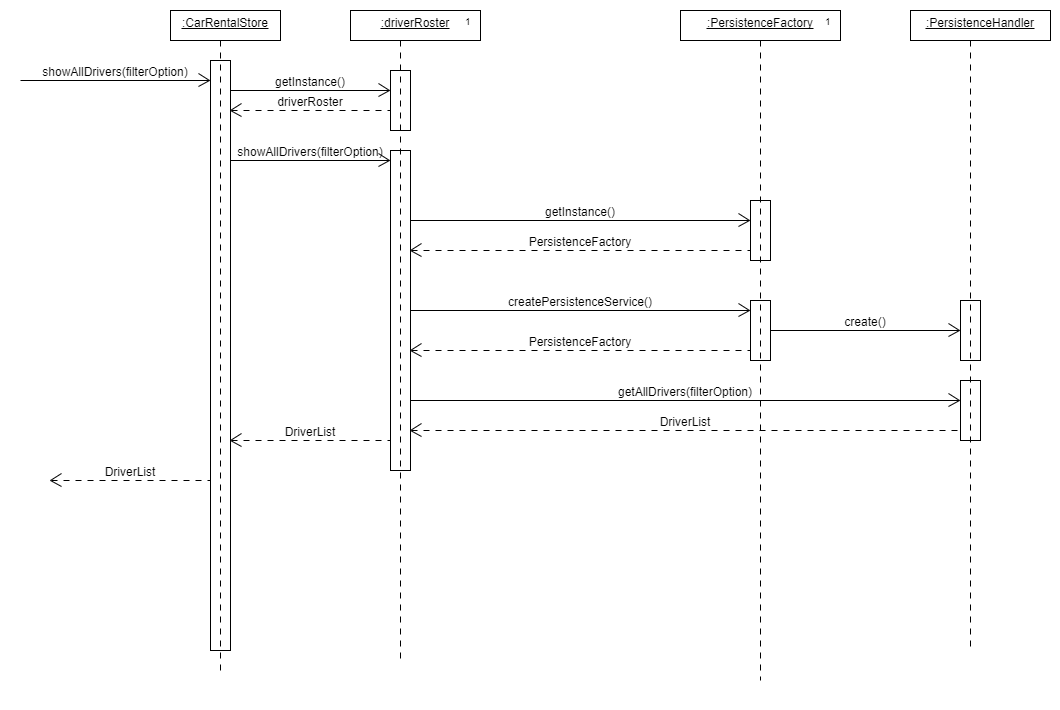 :CarRentalStore
:driverRoster 1
:PersistenceFactory 1
:PersistenceHandler
showAllDrivers(filterOption)
getInstance()
driverRoster
showAllDrivers(filterOption)
getInstance()
PersistenceFactory
createPersistenceService()
create()
PersistenceFactory
getAllDrivers(filterOption)
DriverList
DriverList
DriverList